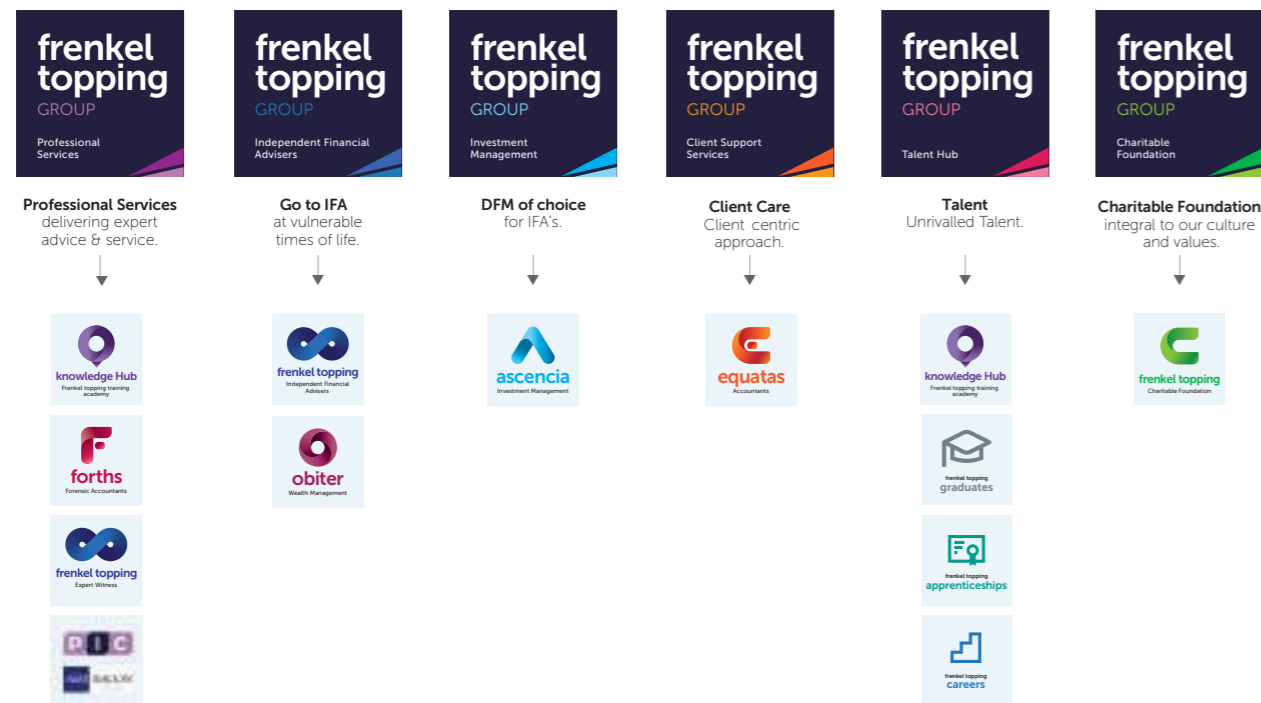 frenkel
topping
GROUP
Professional
Services
frenkel
topping
GROUP
Independent Financial
Advisers
frenkel
topping
GROUP
Investment
Management
frenkel
topping
GROUP
Client Support
Services
frenkel
topping
GROUP
Talent Hub
frenkel
topping
GROUP
Charitable
Foundation
Professional Services
delivering expert
advice & service.
Go to IFA
at vulnerable
times of life.
DFM of choice
for IFA's.
Client Care
Client centric
approach.
Talent
Unrivalled Talent.
Charitable Foundation
integral to our culture
and values.
knowledge Hub
Frenkel topping training
academy
forths
Forensic Accountants
frenkel topping
Expert Witness
PIC
frenkel topping
Independent Financial
Advisers
obiter
Wealth Management
ascencia
Investment Management
equatas
Accountants
knowledge Hub
Frenkel topping training
academy
frenkel topping
graduates
frenkel topping
apprenticeships
frenkel topping
careers
frenkel topping
Charitable Foundation